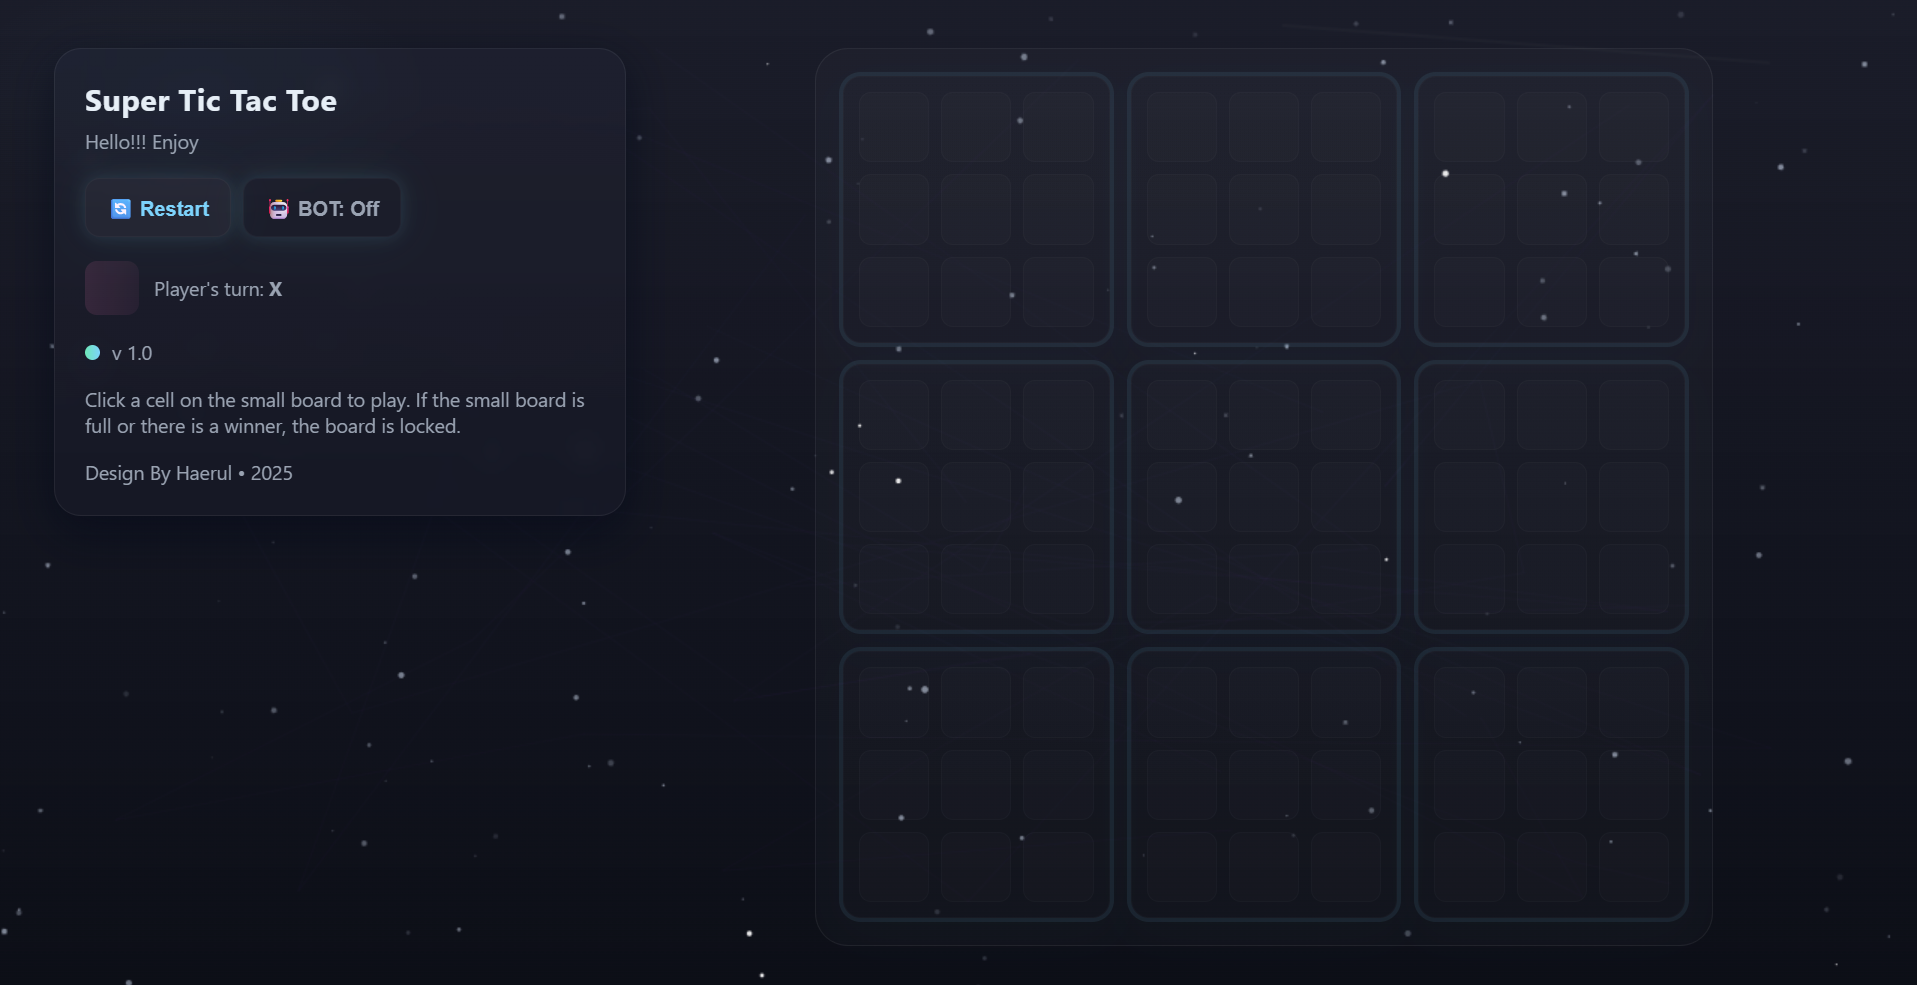 Super Tic Tac Toe
Hello!!! Enjoy
Restart
BOT: Off
Player's turn: X
v 1.0
Click a cell on the small board to play. If the small board is
full or there is a winner, the board is locked.
Design By Haerul • 2025